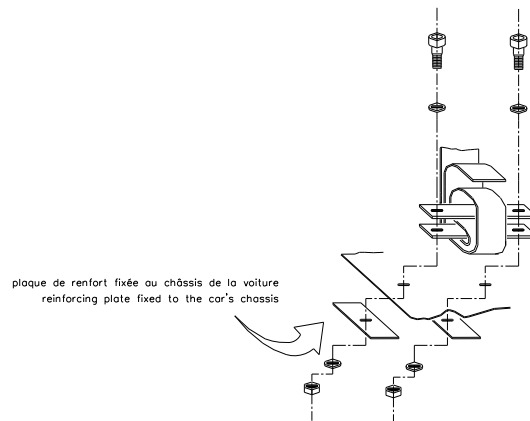 plaque de renfort fixée au châssis de la voiture
reinforcing plate fixed to the car's chassis